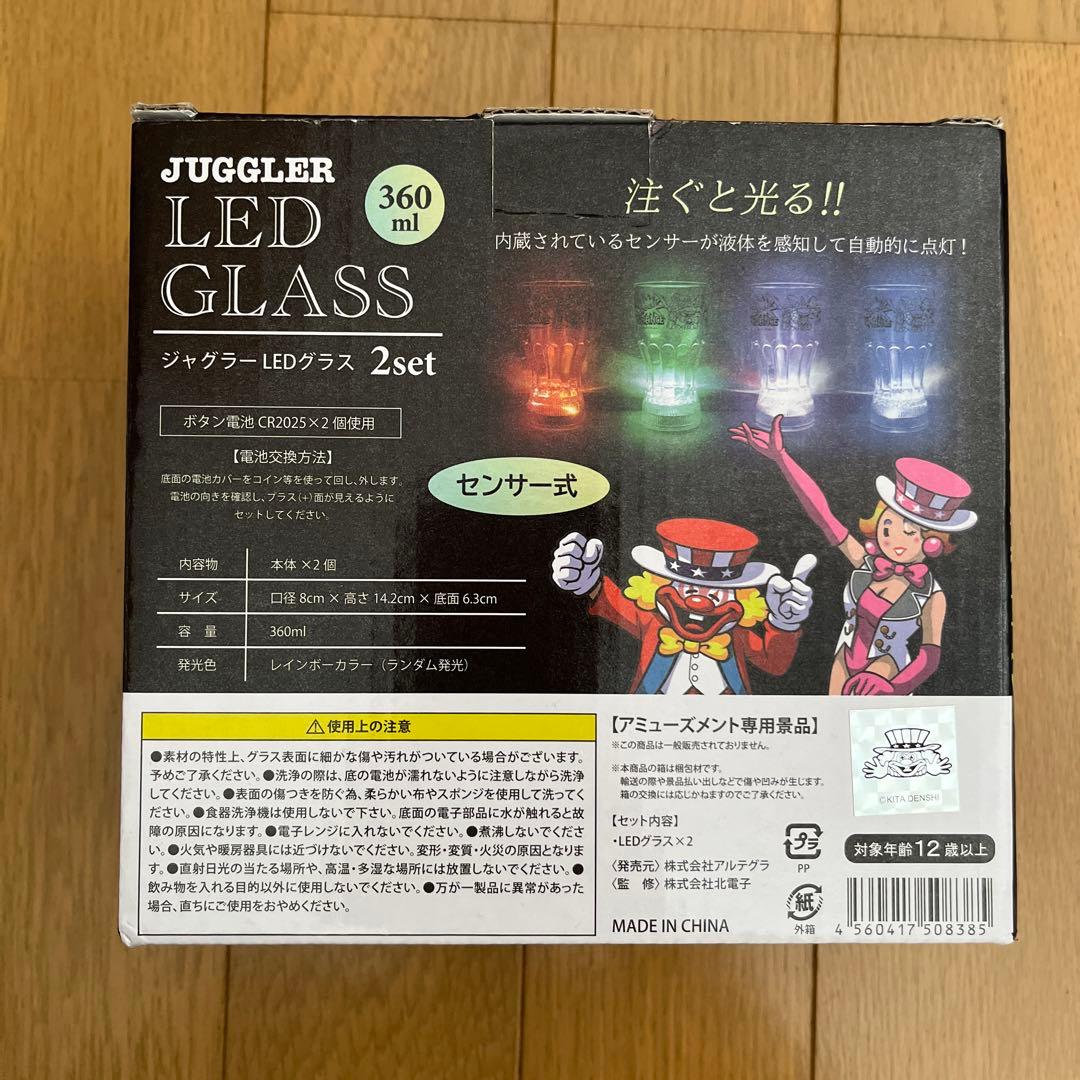 JUGGLER
LED
GLASS
360
ml
ジャグラー LEDグラス 2set
注ぐと光る!!
内蔵されているセンサーが液体を感知して自動的に点灯！
ボタン電池 CR2025×2 個使用
【電池交換方法】
底面の電池カバーをコイン等を使って回し、外します。
電池の向きを確認し、プラス（+）面が見えるように
セットしてください。
センサー式
内容物 本体 ×2 個
サイズ 口径 8cm × 高さ 14.2cm × 底面 6.3cm
容 量 360ml
発光色 レインボーカラー（ランダム発光）
⚠使用上の注意
●素材の特性上、グラス表面に細かな傷や汚れがついている場合がございます。
予めご了承ください。●洗浄の際は、底の電池が濡れないように注意しながら洗浄
してください。●表面の傷つきを防ぐ為、柔らかい布やスポンジを使用して洗ってく
ださい。●食器洗浄機は使用しないで下さい。底面の電子部品に水が触れると故
障の原因になります。●電子レンジに入れないでください。●煮沸しないでくださ
い。●火気や暖房器具には近づけないでください。変形・変質・火災の原因となりま
す。●直射日光の当たる場所や、高温・多湿な場所には放置しないでください。●
飲み物を入れる目的以外に使用しないでください。●万が一製品に異常があった
場合、直ちにご使用をおやめください。
【アミューズメント専用景品】
※この商品は一般販売されておりません。
※本商品の箱は梱包材です。
輸送の際や景品払い出しなどで傷や凹みが生じます。
箱の交換には応じかねますのでご了承ください。
【セット内容】
・LEDグラス×2
〈発売元〉株式会社アルテグラ
〈監 修〉株式会社北電子
MADE IN CHINA
©KITA DENSHI
プラ
PP
紙
外箱
対象年齢12歳以上
4 560417 508385